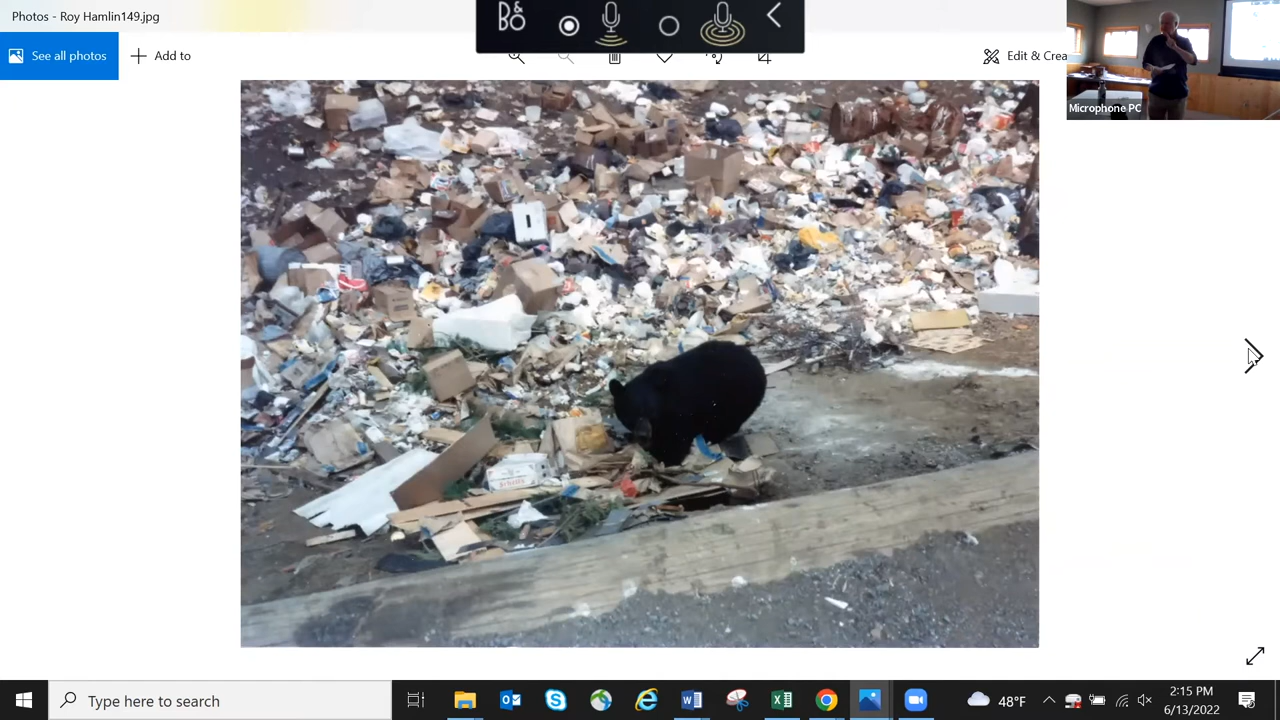 Photos - Roy Hamlin149.jpg
B&O
See all photos
Add to
Edit & Crea
Microphone PC
Type here to search
48°F
2:15 PM
6/13/2022